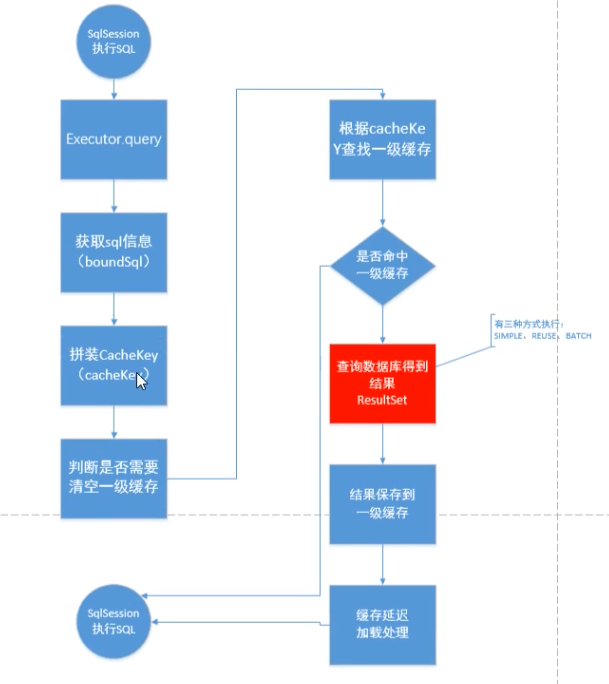 SqlSession
执行SQL
Executor.query
获取sql信息
（boundSql）
拼装CacheKey
（cacheKey）
判断是否需要
清空一级缓存
根据cacheKe
Y查找一级缓存
是否命中
一级缓存
有三种方式执行：
SIMPLE、REUSE、BATCH
查询数据库得到
结果
ResultSet
结果保存到
一级缓存
缓存延迟
加载处理
SqlSession
执行SQL